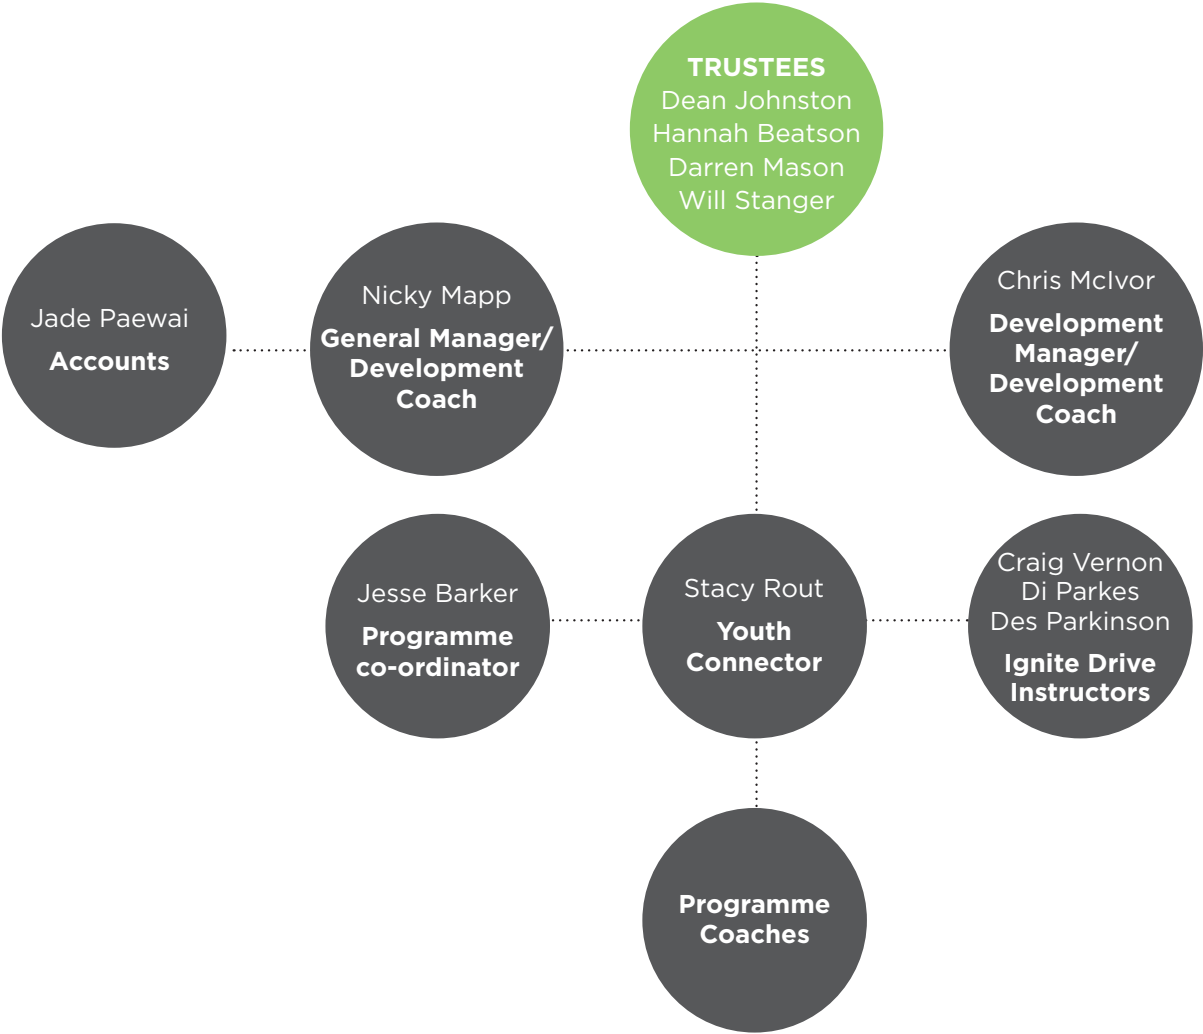 TRUSTEES
Dean Johnston
Hannah Beatson
Darren Mason
Will Stanger
Jade Paewai
Accounts
Nicky Mapp
General Manager/
Development
Coach
Chris McIvor
Development
Manager/
Development
Coach
Jesse Barker
Programme
co-ordinator
Stacy Rout
Youth
Connector
Craig Vernon
Di Parkes
Des Parkinson
Ignite Drive
Instructors
Programme
Coaches